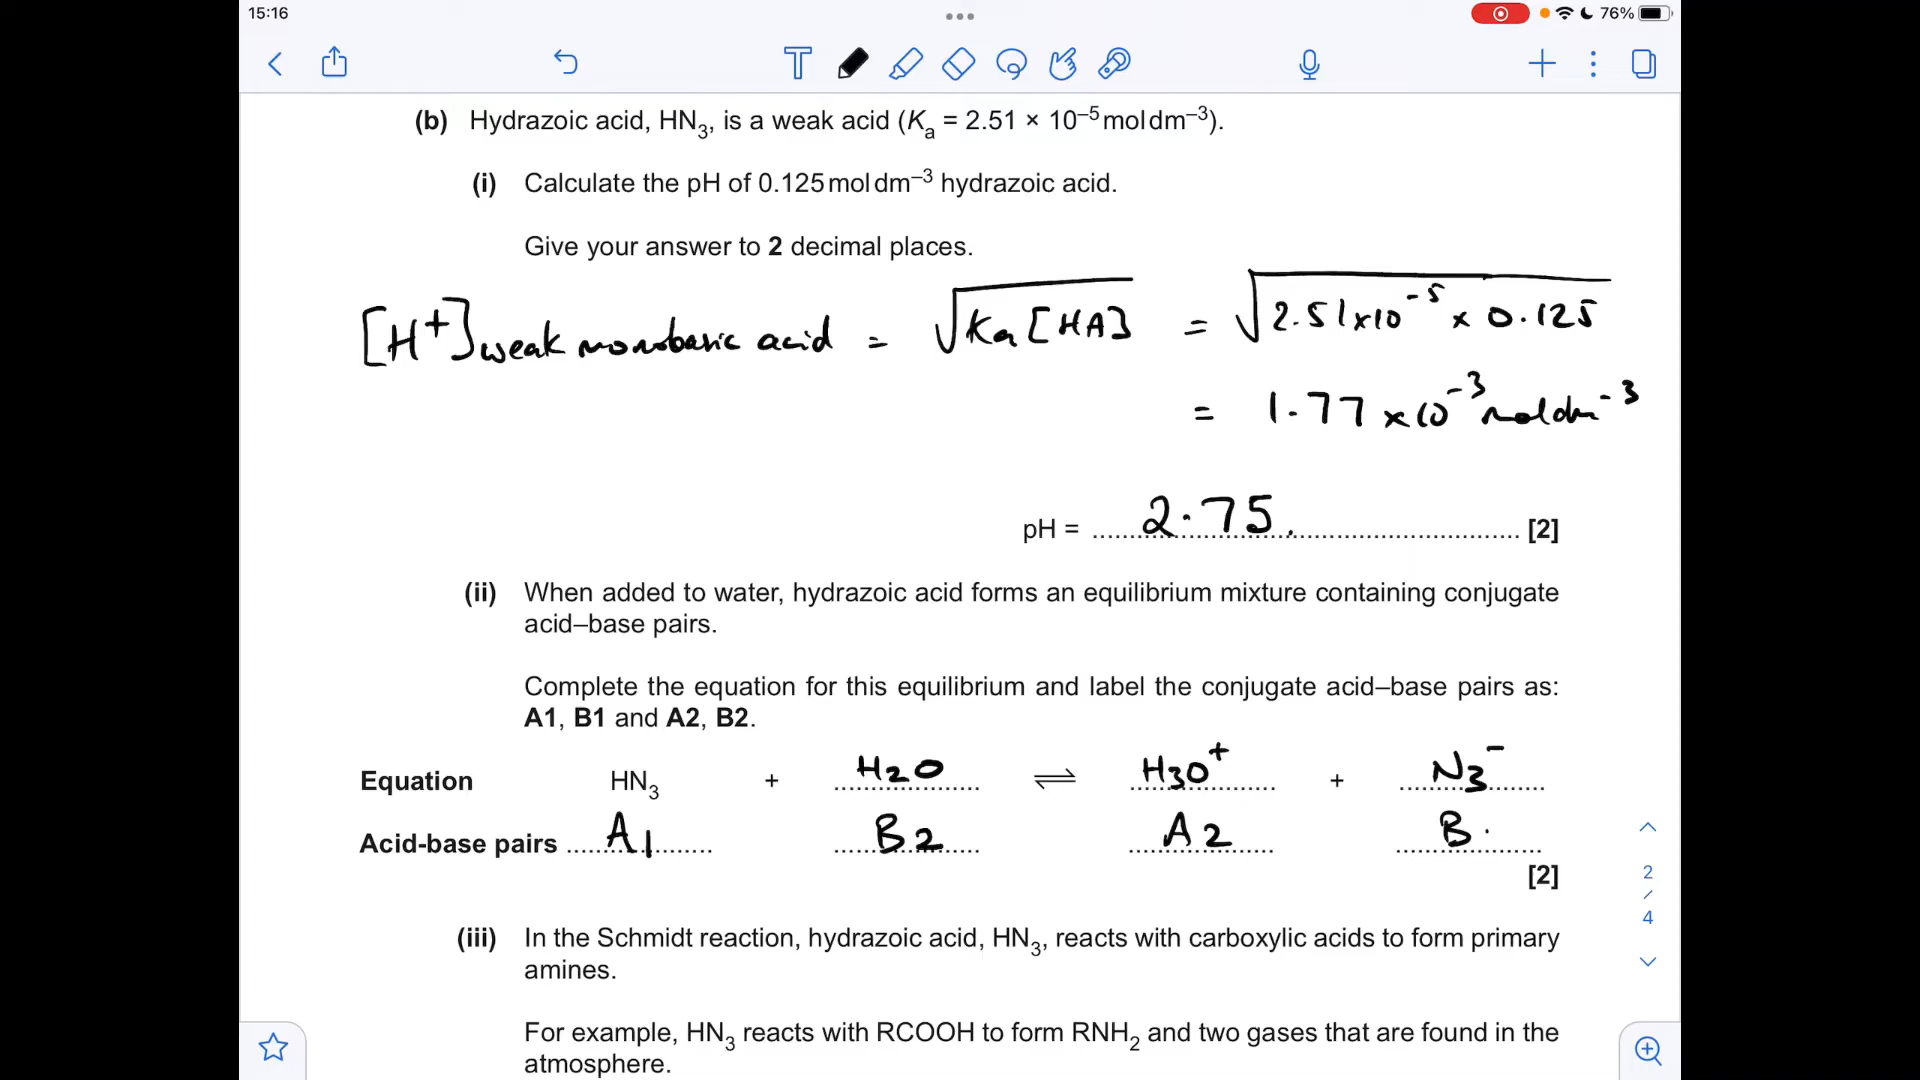 15:16
76%
(b) Hydrazoic acid, HN₃, is a weak acid (Kₐ = 2.51 × 10⁻⁵ mol dm⁻³).
(i) Calculate the pH of 0.125 mol dm⁻³ hydrazoic acid.
Give your answer to 2 decimal places.
[H⁺] weak monobasic acid = √Ka [HA] = √2.51×10⁻⁵ × 0.125
= 1.77 ×10⁻³ moldm⁻³
pH = 2.75. [2]
(ii) When added to water, hydrazoic acid forms an equilibrium mixture containing conjugate
acid–base pairs.
Complete the equation for this equilibrium and label the conjugate acid–base pairs as:
A1, B1 and A2, B2.
Equation HN₃ + H₂O ⇌ H₃O⁺ + N₃⁻
Acid-base pairs A1 B2 A2 B
[2]
2
/
4
(iii) In the Schmidt reaction, hydrazoic acid, HN₃, reacts with carboxylic acids to form primary
amines.
For example, HN₃ reacts with RCOOH to form RNH₂ and two gases that are found in the
atmosphere.